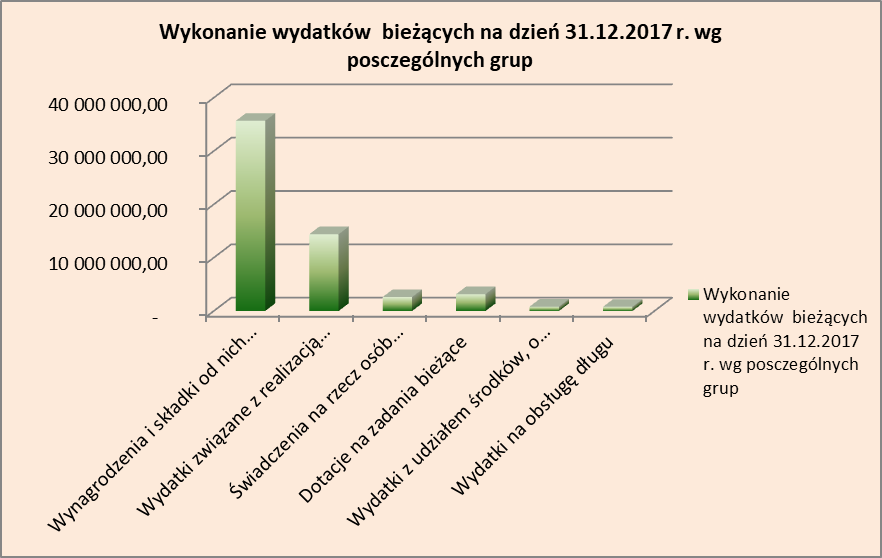 Wykonanie wydatków  bieżących na dzień 31.12.2017 r. wg
posczególnych grup
40 000 000,00
30 000 000,00
20 000 000,00
10 000 000,00
-
Wynagrodzenia i składki od nich...
Wydatki związane z realizacją...
Świadczenia na rzecz osób...
Dotacje na zadania bieżące
Wydatki z udziałem środków, o...
Wydatki na obsługę długu
Wykonanie
wydatków  bieżących
na dzień 31.12.2017
r. wg posczególnych
grup